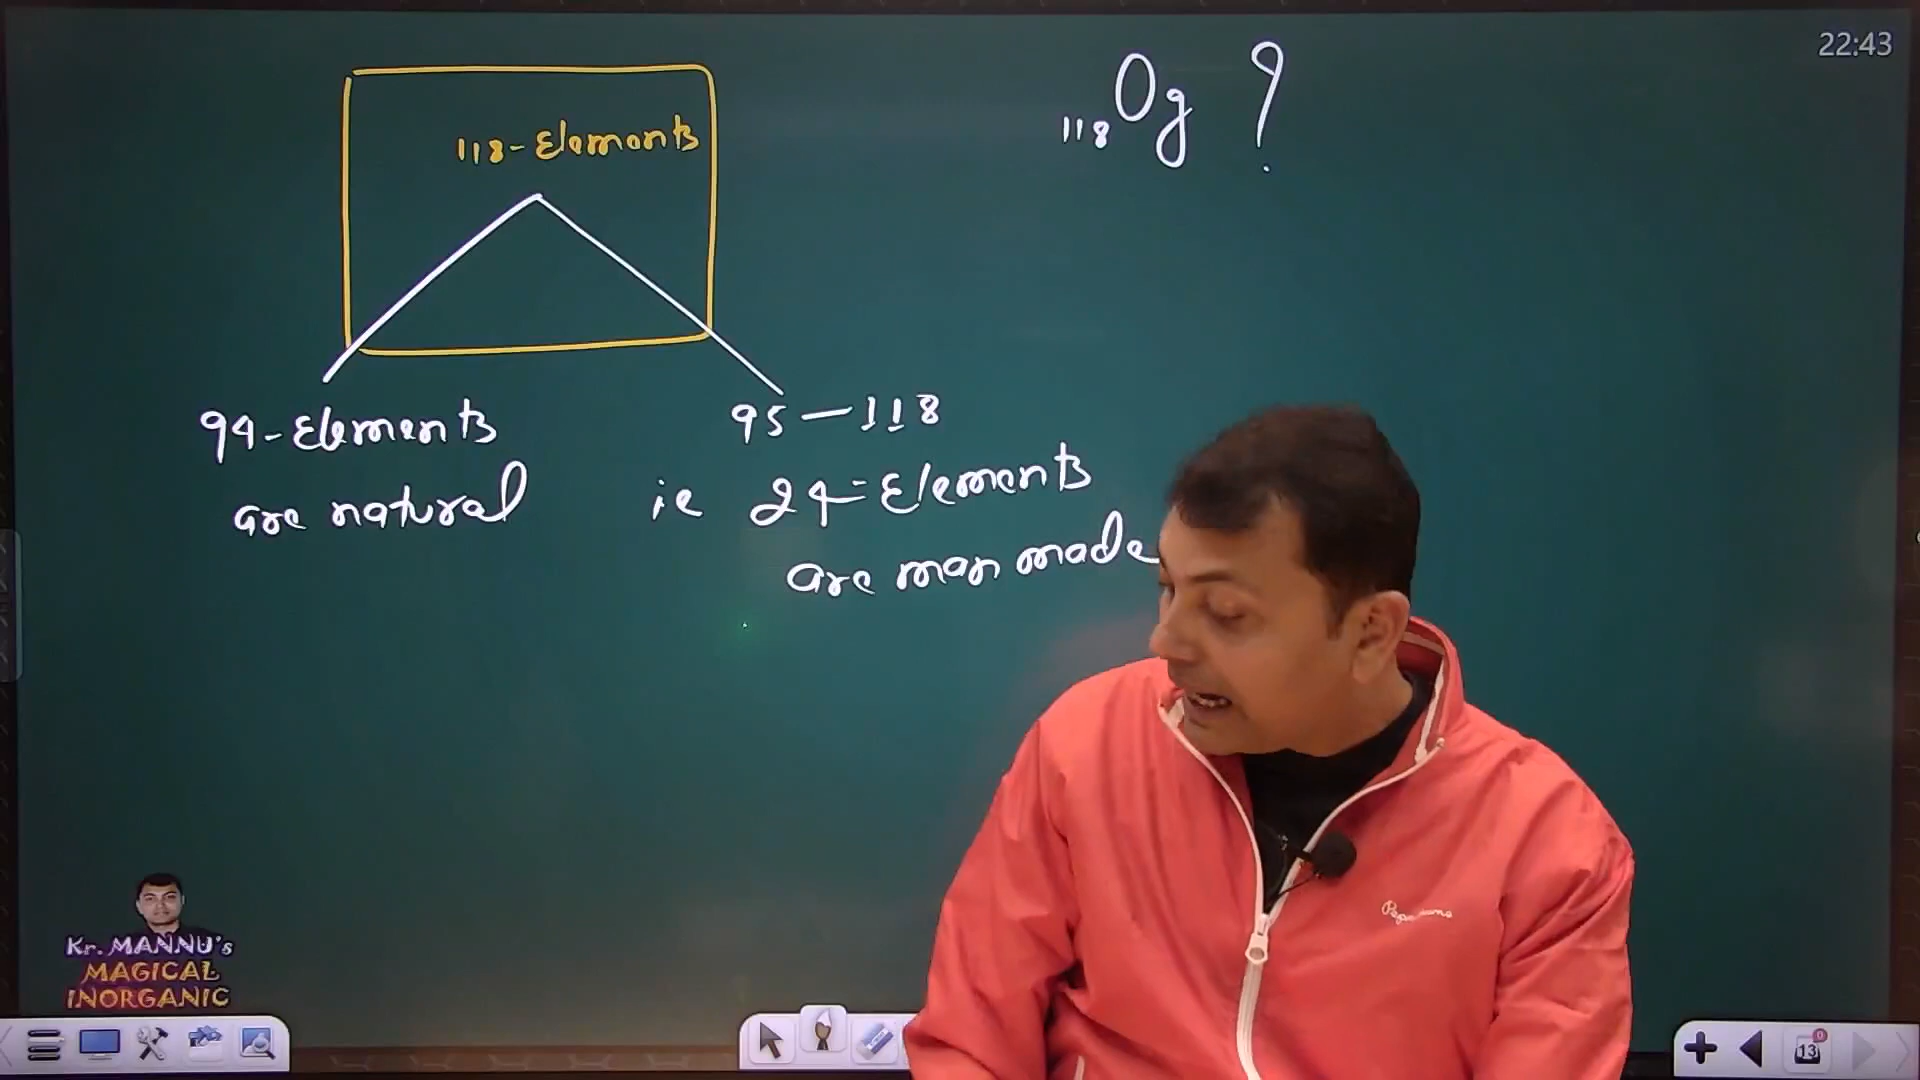 22:43
118-Elements
118Og ?
94-Elements
are natural
95 — 118
ie 24-Elements
are man made
Kr. MANNU's
MAGICAL
INORGANIC
13